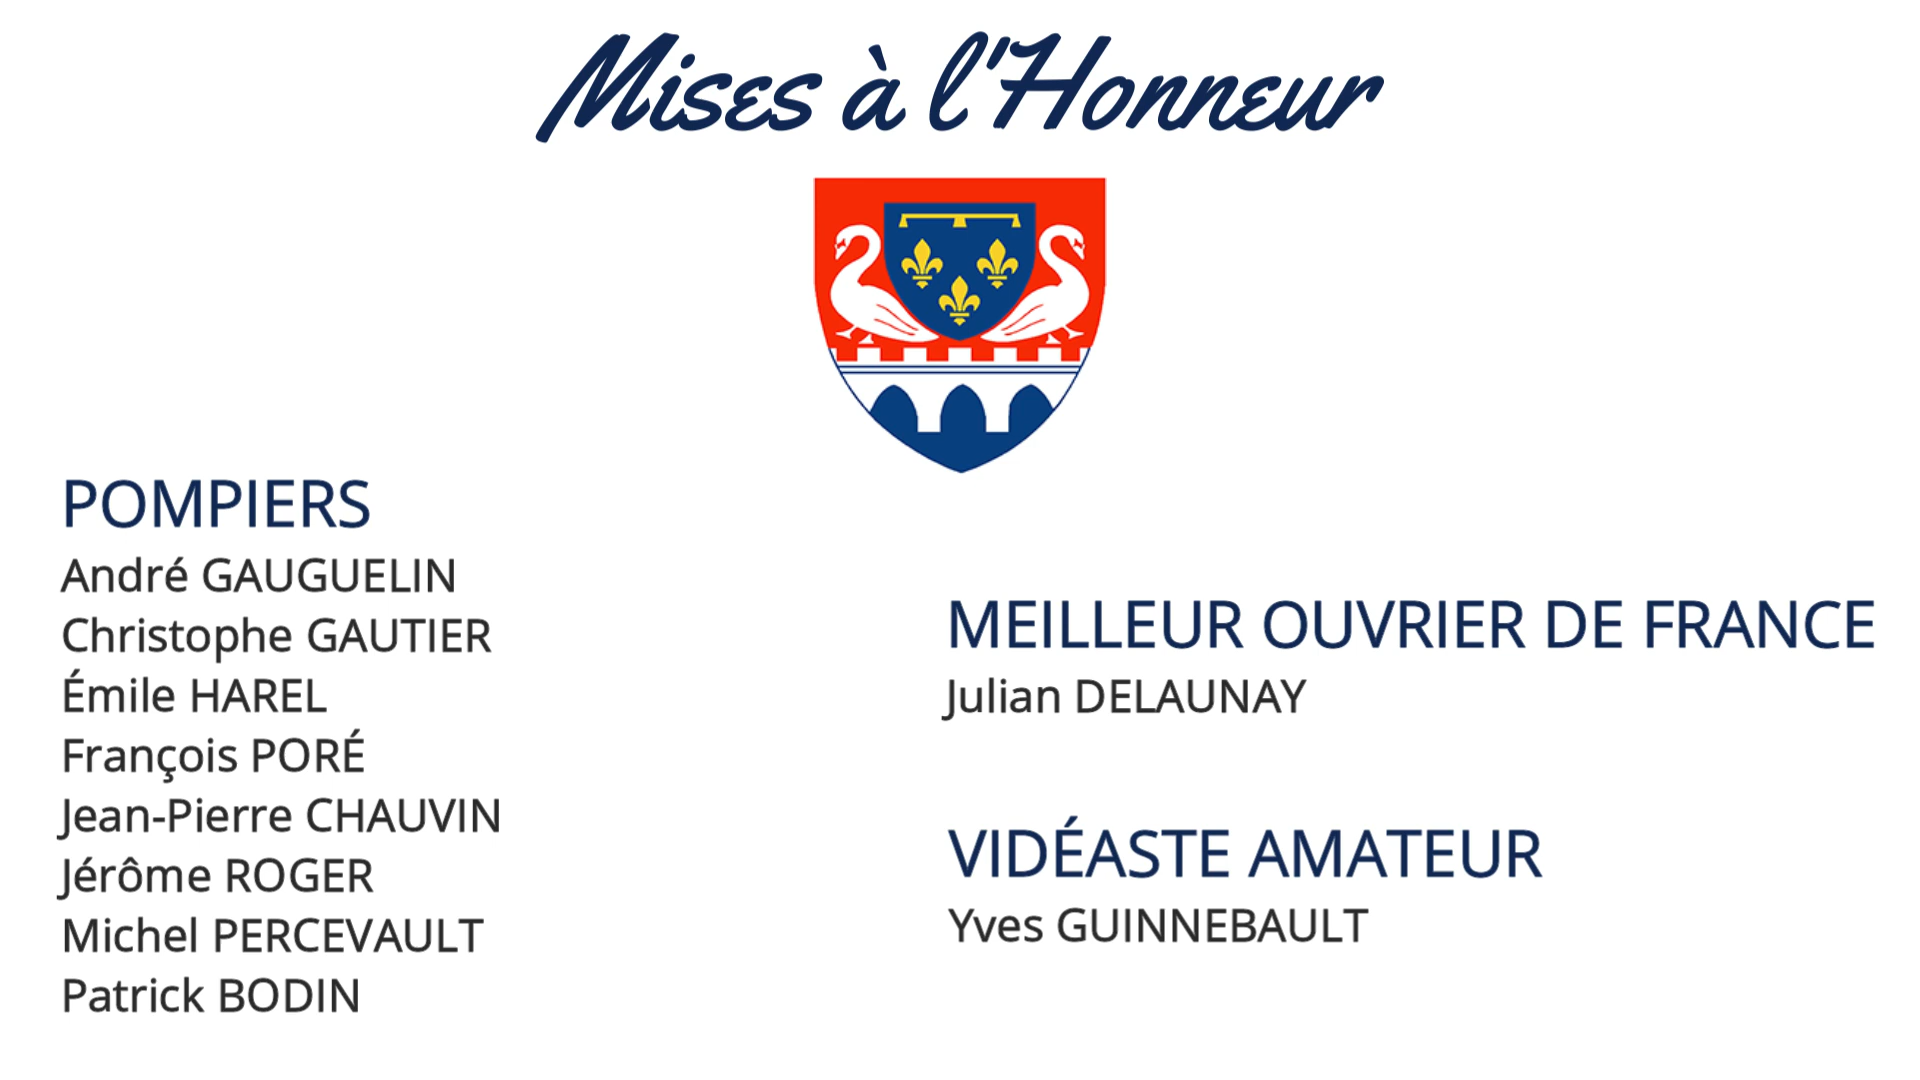 Mises à l'Honneur
POMPIERS
André GAUGUELIN
Christophe GAUTIER
Émile HAREL
François PORÉ
Jean-Pierre CHAUVIN
Jérôme ROGER
Michel PERCEVAULT
Patrick BODIN
MEILLEUR OUVRIER DE FRANCE
Julian DELAUNAY
VIDÉASTE AMATEUR
Yves GUINNEBAULT